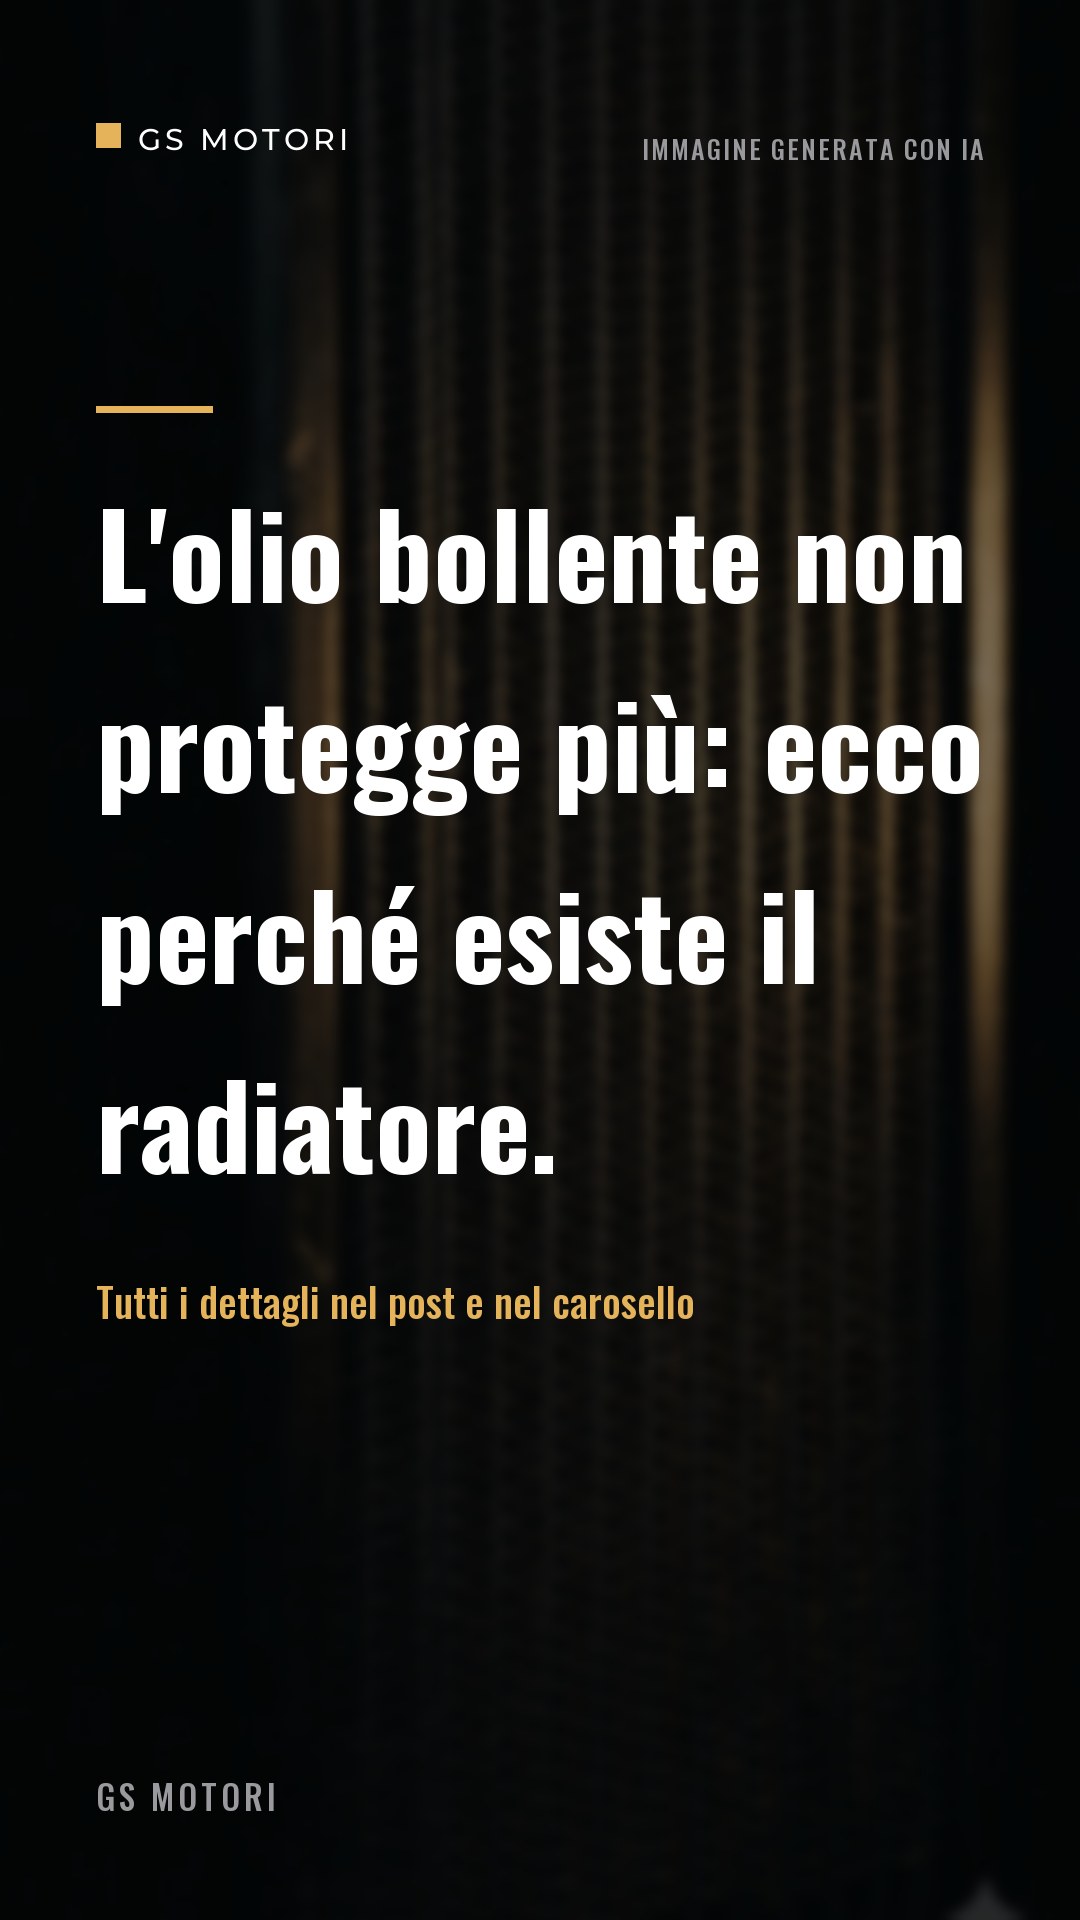 GS MOTORI
IMMAGINE GENERATA CON IA
L'olio bollente non
protegge più: ecco
perché esiste il
radiatore.
Tutti i dettagli nel post e nel carosello
GS MOTORI